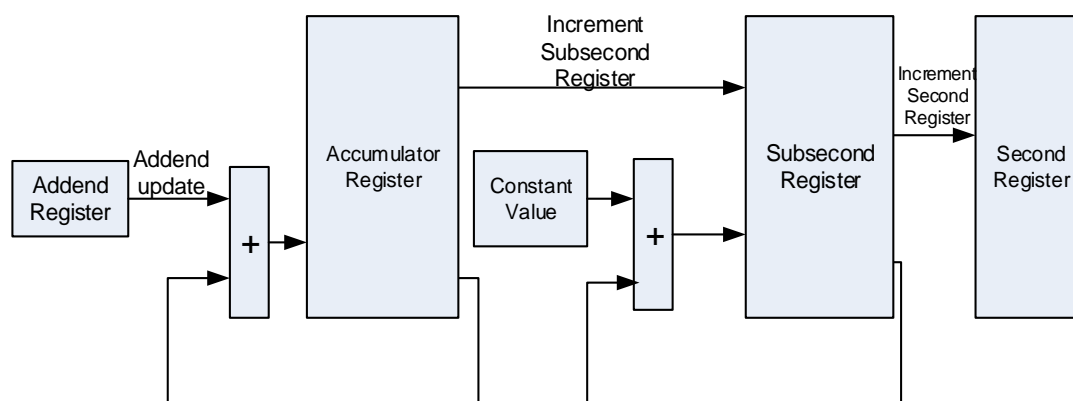 Addend
Register
Addend
update
+
Accumulator
Register
Increment
Subsecond
Register
Constant
Value
+
Subsecond
Register
Increment
Second
Register
Second
Register